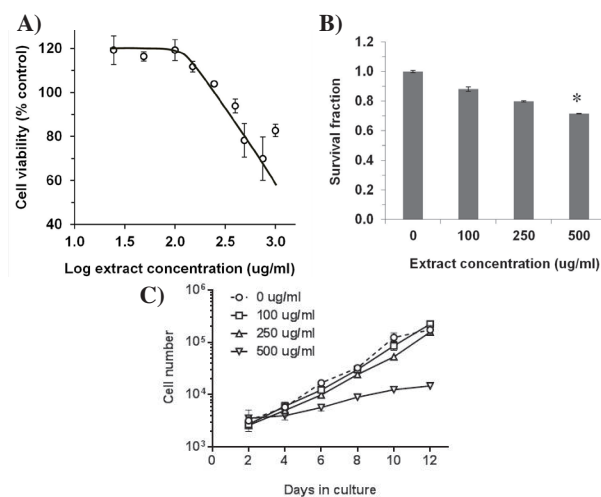 A)
120
100
80
60
40
1.0
1.5
2.0
2.5
3.0
Cell viability (% control)
Log extract concentration (ug/ml)
B)
1.2
1.0
0.8
0.6
0.4
0.2
0.0
*
0
100
250
500
Survival fraction
Extract concentration (ug/ml)
C)
10⁶
10⁵
10⁴
10³
0 ug/ml
100 ug/ml
250 ug/ml
500 ug/ml
0
2
4
6
8
10
12
Cell number
Days in culture